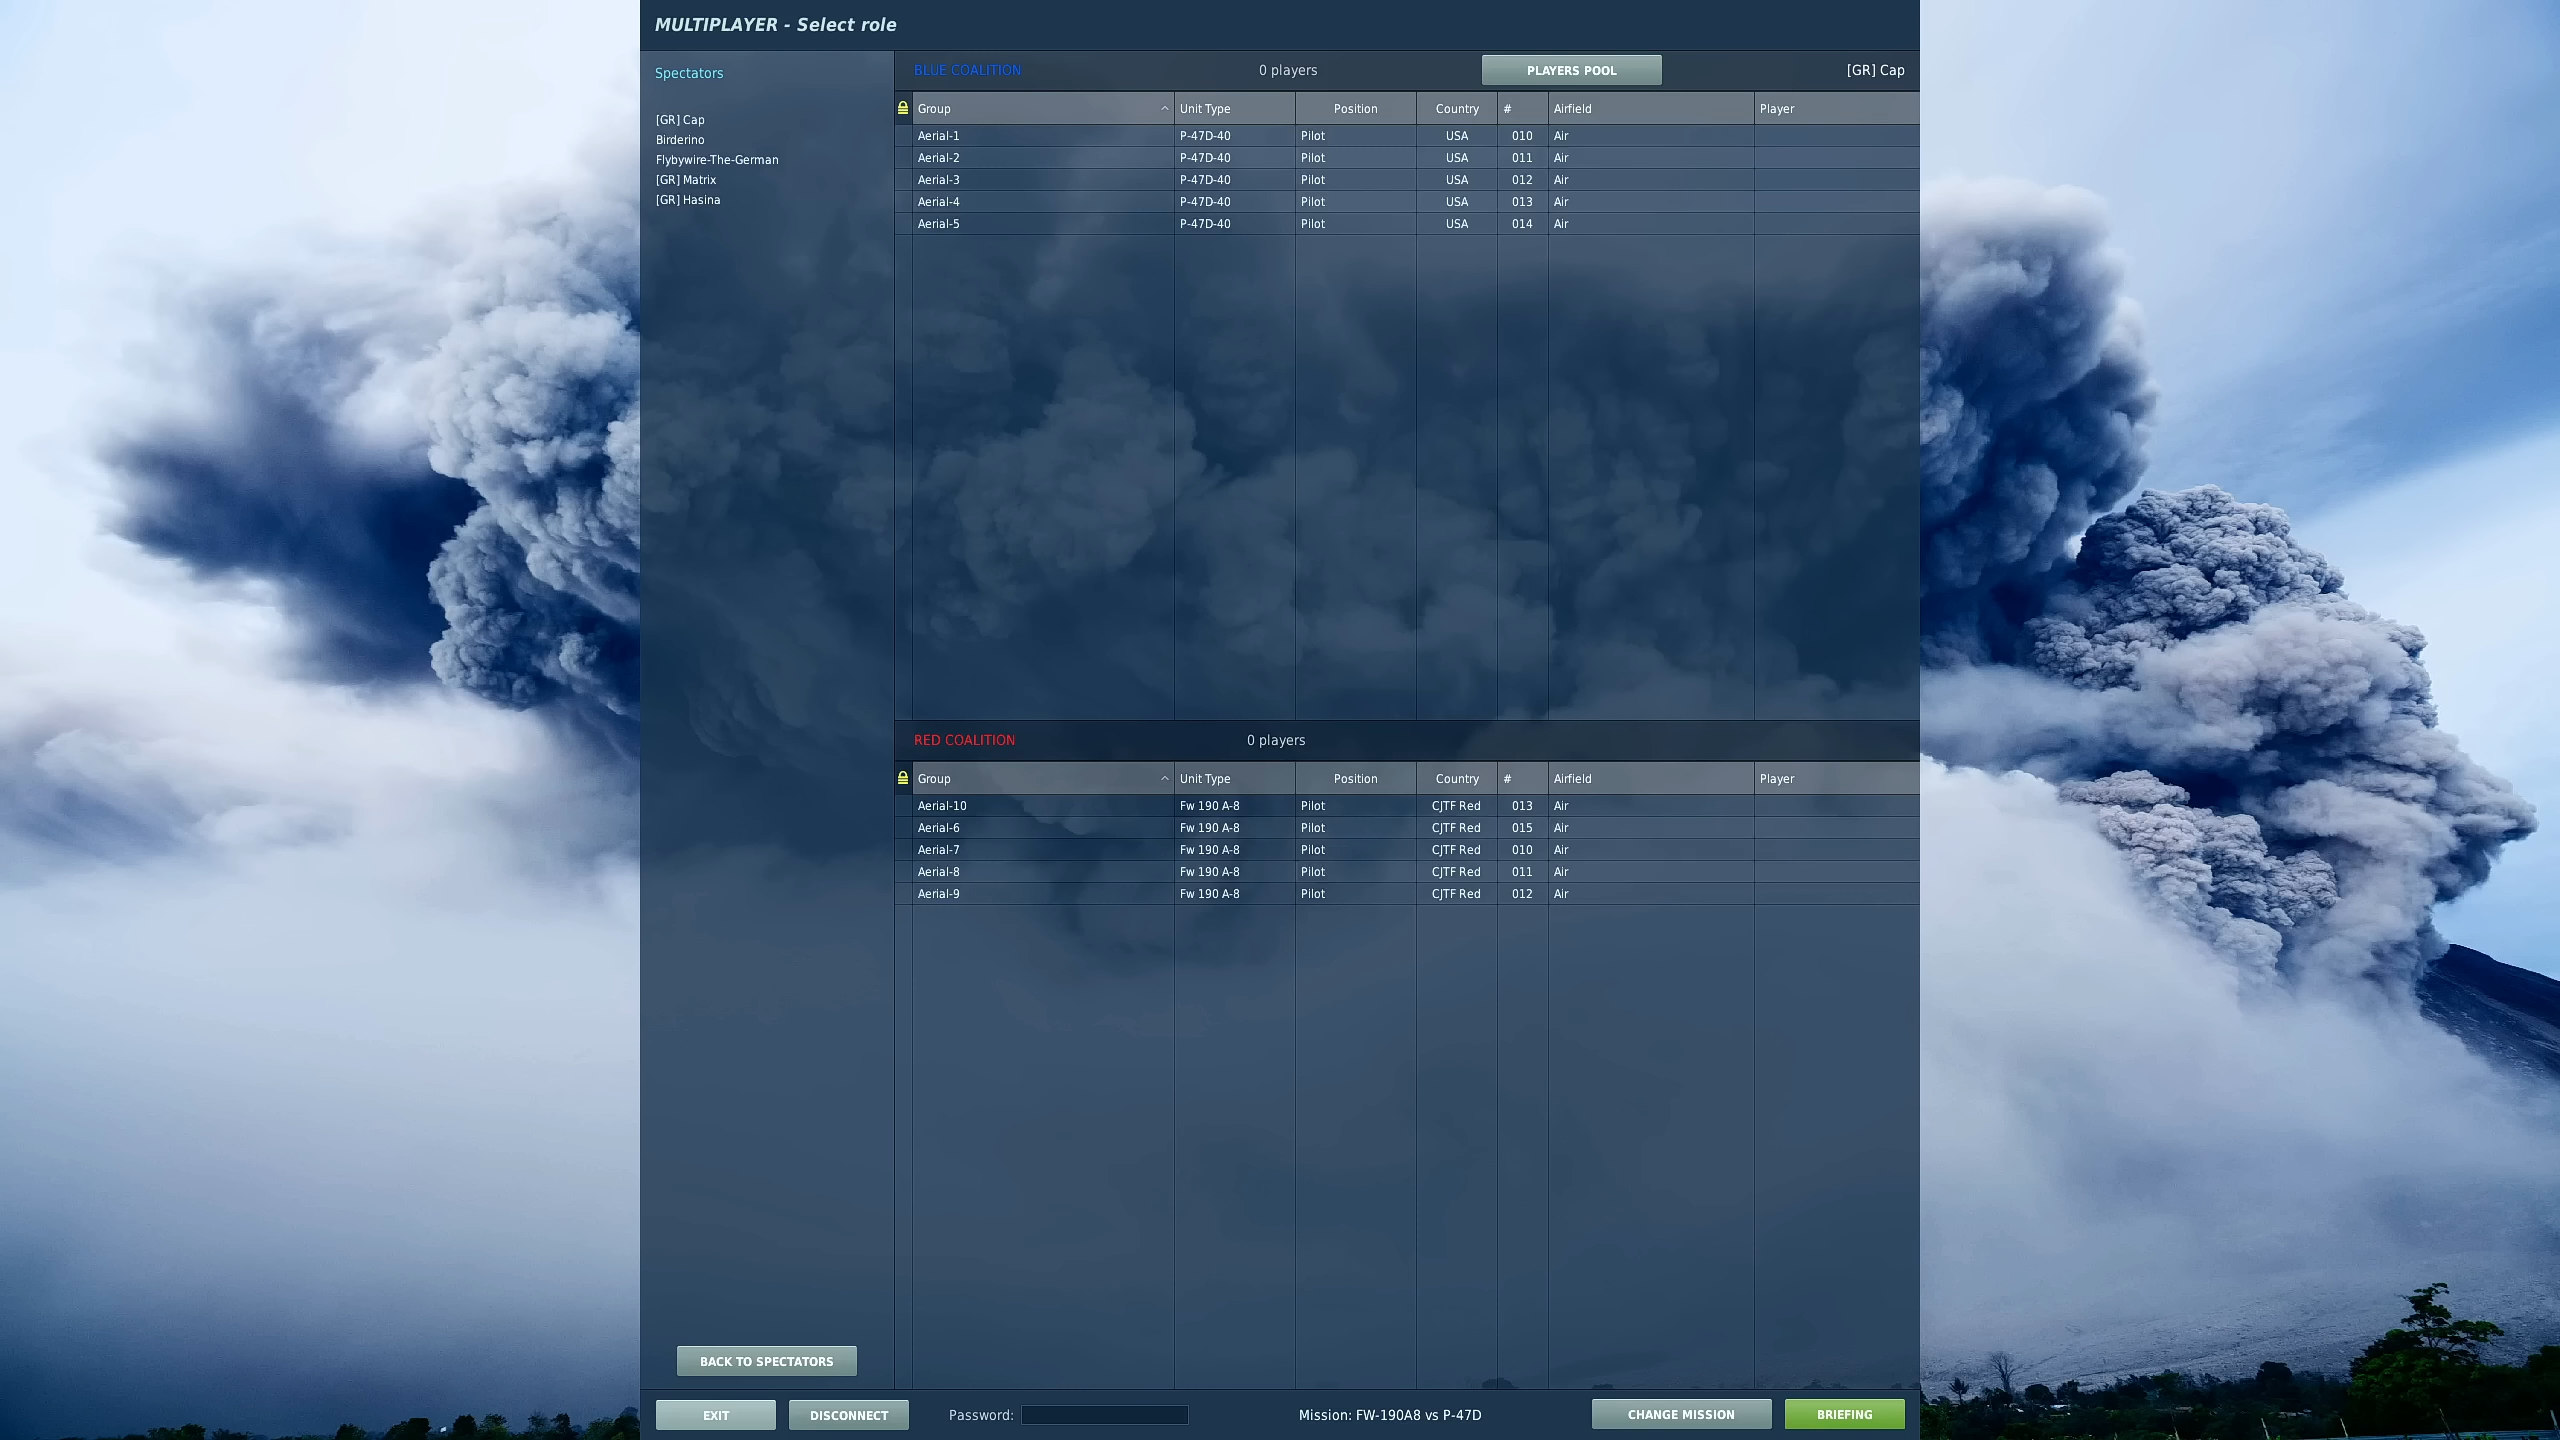 MULTIPLAYER - Select role
Spectators
[GR] Cap
Birderino
Flybywire-The-German
[GR] Matrix
[GR] Hasina
BLUE COALITION 0 players PLAYERS POOL [GR] Cap
Group Unit Type Position Country # Airfield Player
Aerial-1 P-47D-40 Pilot USA 010 Air
Aerial-2 P-47D-40 Pilot USA 011 Air
Aerial-3 P-47D-40 Pilot USA 012 Air
Aerial-4 P-47D-40 Pilot USA 013 Air
Aerial-5 P-47D-40 Pilot USA 014 Air
RED COALITION 0 players
Group Unit Type Position Country # Airfield Player
Aerial-10 Fw 190 A-8 Pilot CJTF Red 013 Air
Aerial-6 Fw 190 A-8 Pilot CJTF Red 015 Air
Aerial-7 Fw 190 A-8 Pilot CJTF Red 010 Air
Aerial-8 Fw 190 A-8 Pilot CJTF Red 011 Air
Aerial-9 Fw 190 A-8 Pilot CJTF Red 012 Air
BACK TO SPECTATORS
EXIT DISCONNECT Password: Mission: FW-190A8 vs P-47D CHANGE MISSION BRIEFING